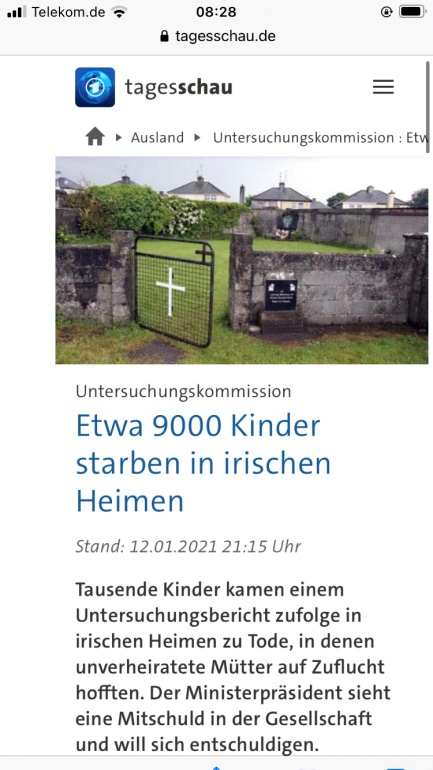 Telekom.de 08:28
tagesschau.de
tagesschau
Ausland Untersuchungskommission : Etw
Untersuchungskommission
Etwa 9000 Kinder
starben in irischen
Heimen
Stand: 12.01.2021 21:15 Uhr
Tausende Kinder kamen einem
Untersuchungsbericht zufolge in
irischen Heimen zu Tode, in denen
unverheiratete Mütter auf Zuflucht
hofften. Der Ministerpräsident sieht
eine Mitschuld in der Gesellschaft
und will sich entschuldigen.